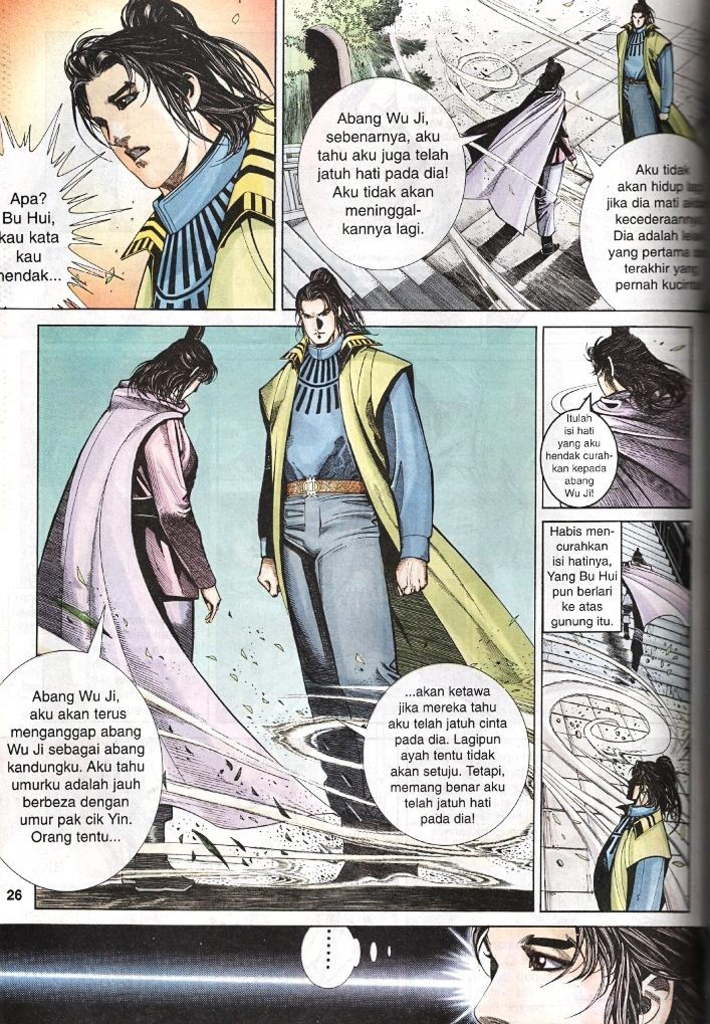 Apa?
Bu Hui,
kau kata
kau
hendak...
Abang Wu Ji,
sebenarnya, aku
tahu aku juga telah
jatuh hati pada dia!
Aku tidak akan
meninggal-
kannya lagi.
Aku tidak
akan hidup
jika dia mati
kecederaannya
Dia adalah
yang pertama
terakhir yang
pernah kucintai
Itulah
isi hati
yang aku
hendak curah-
kan kepada
abang
Wu Ji!
Habis men-
curahkan
isi hatinya,
Yang Bu Hui
pun berlari
ke atas
gunung itu.
Abang Wu Ji,
aku akan terus
menganggap abang
Wu Ji sebagai abang
kandungku. Aku tahu
umurku adalah jauh
berbeza dengan
umur pak cik Yin.
Orang tentu...
...akan ketawa
jika mereka tahu
aku telah jatuh cinta
pada dia. Lagipun
ayah tentu tidak
akan setuju. Tetapi,
memang benar aku
telah jatuh hati
pada dia!
26
......